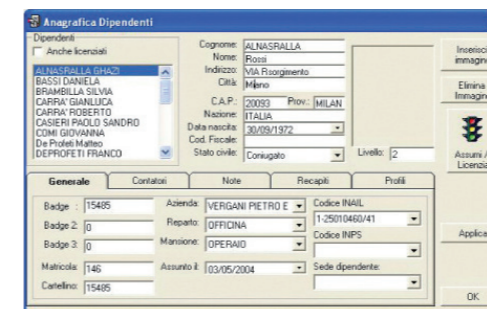 Anagrafica Dipendenti
Dipendenti
Anche licenziati
ALNASRALLA GHAZI
BASSI DANIELA
BRAMBILLA SILVIA
CARRA' GIANLUCA
CARRA' ROBERTO
CASIERI PAOLO SANDRO
COMI GIOVANNA
De Profeti Matteo
DEPROFETI FRANCO
Cognome: ALNASRALLA
Nome: Rossi
Indirizzo: VIA Risorgimento
Città: Milano
C.A.P.: 20093 Prov.: MILAN
Nazione: ITALIA
Data nascita: 30/09/1972
Cod. Fiscale:
Stato civile: Coniugato
Livello: 2
Inserisci
immagine
Elimina
Immagine
Assumi /
Licenzia
Applica
OK
Generale Contatori Note Recapiti Profili
Badge : 15485
Badge 2: 0
Badge 3: 0
Matricola: 146
Cartellino: 15485
Azienda: VERGANI PIETRO E
Reparto: OFFICINA
Mansione: OPERAIO
Assunto il: 03/05/2004
Codice INAIL
1-25010460/41
Codice INPS
Sede dipendente: